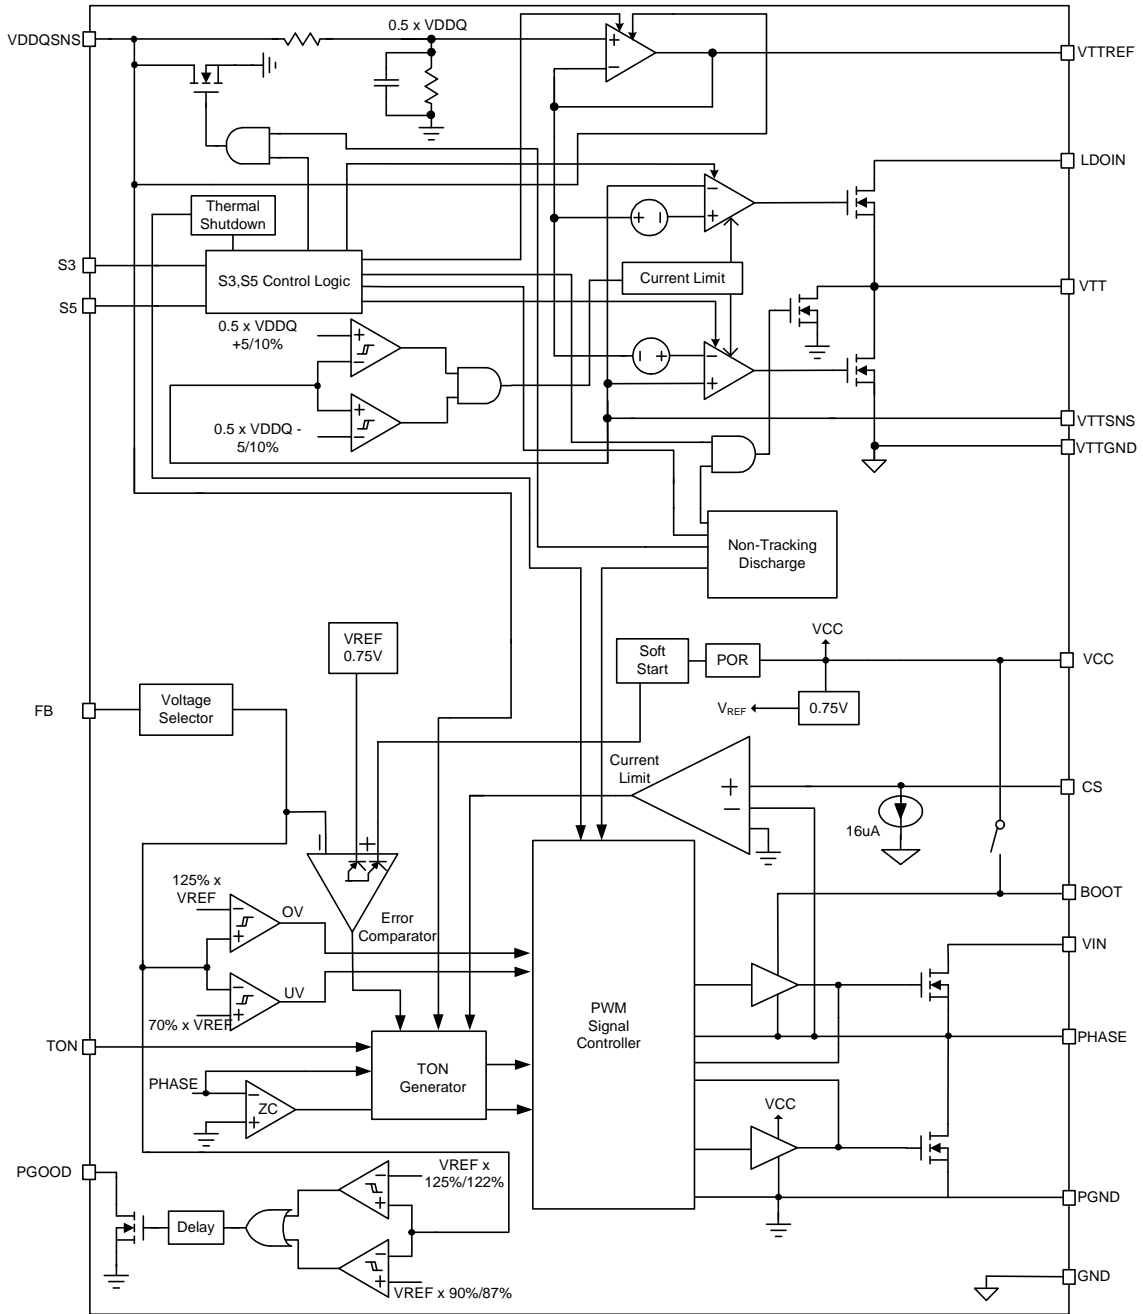 0.5 x VDDQ
VDDQSNS
VTTREF
LDOIN
Thermal
Shutdown
S3
S3,S5 Control Logic
Current Limit
VTT
S5
0.5 x VDDQ
+5/10%
0.5 x VDDQ -
5/10%
VTTSNS
VTTGND
Non-Tracking
Discharge
VREF
0.75V
Soft
Start
POR
VCC
VCC
FB
Voltage
Selector
VREF
0.75V
Current
Limit
CS
16uA
125% x
VREF
OV
Error
Comparator
BOOT
VIN
UV
70% x VREF
PWM
Signal
Controller
TON
TON
Generator
PHASE
PHASE
ZC
VCC
PGOOD
VREF x
125%/122%
Delay
PGND
VREF x 90%/87%
GND